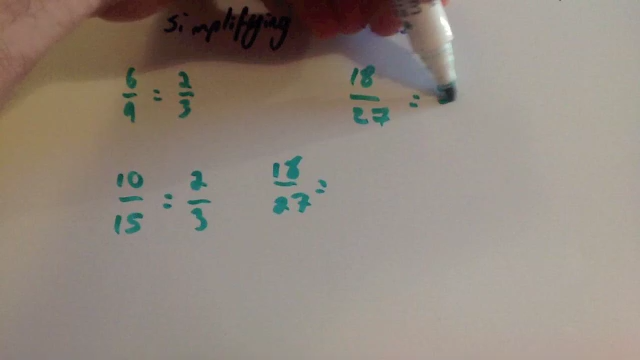 simplifying
6/9 = 2/3
18/27 =
10/15 = 2/3
18/27 =